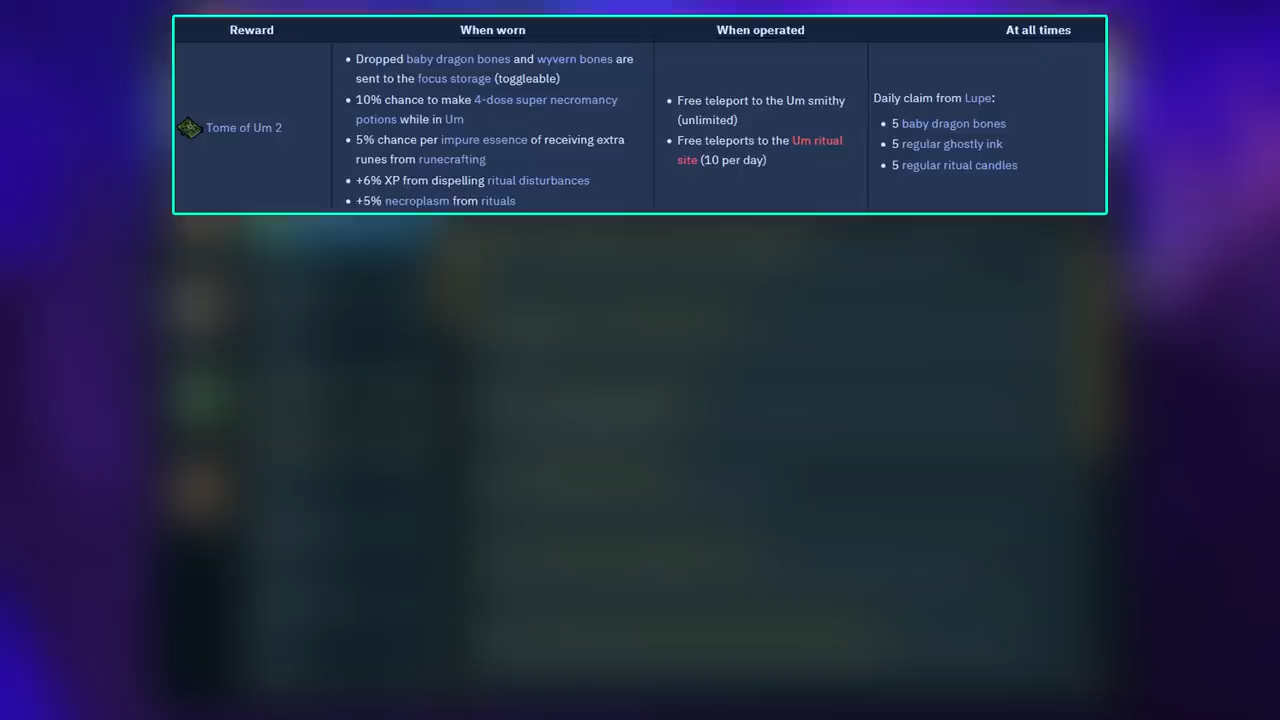 Reward When worn When operated At all times
Tome of Um 2
• Dropped baby dragon bones and wyvern bones are
sent to the focus storage (toggleable)
• 10% chance to make 4-dose super necromancy
potions while in Um
• 5% chance per impure essence of receiving extra
runes from runecrafting
• +6% XP from dispelling ritual disturbances
• +5% necroplasm from rituals
• Free teleport to the Um smithy
(unlimited)
• Free teleports to the Um ritual
site (10 per day)
Daily claim from Lupe:
• 5 baby dragon bones
• 5 regular ghostly ink
• 5 regular ritual candles